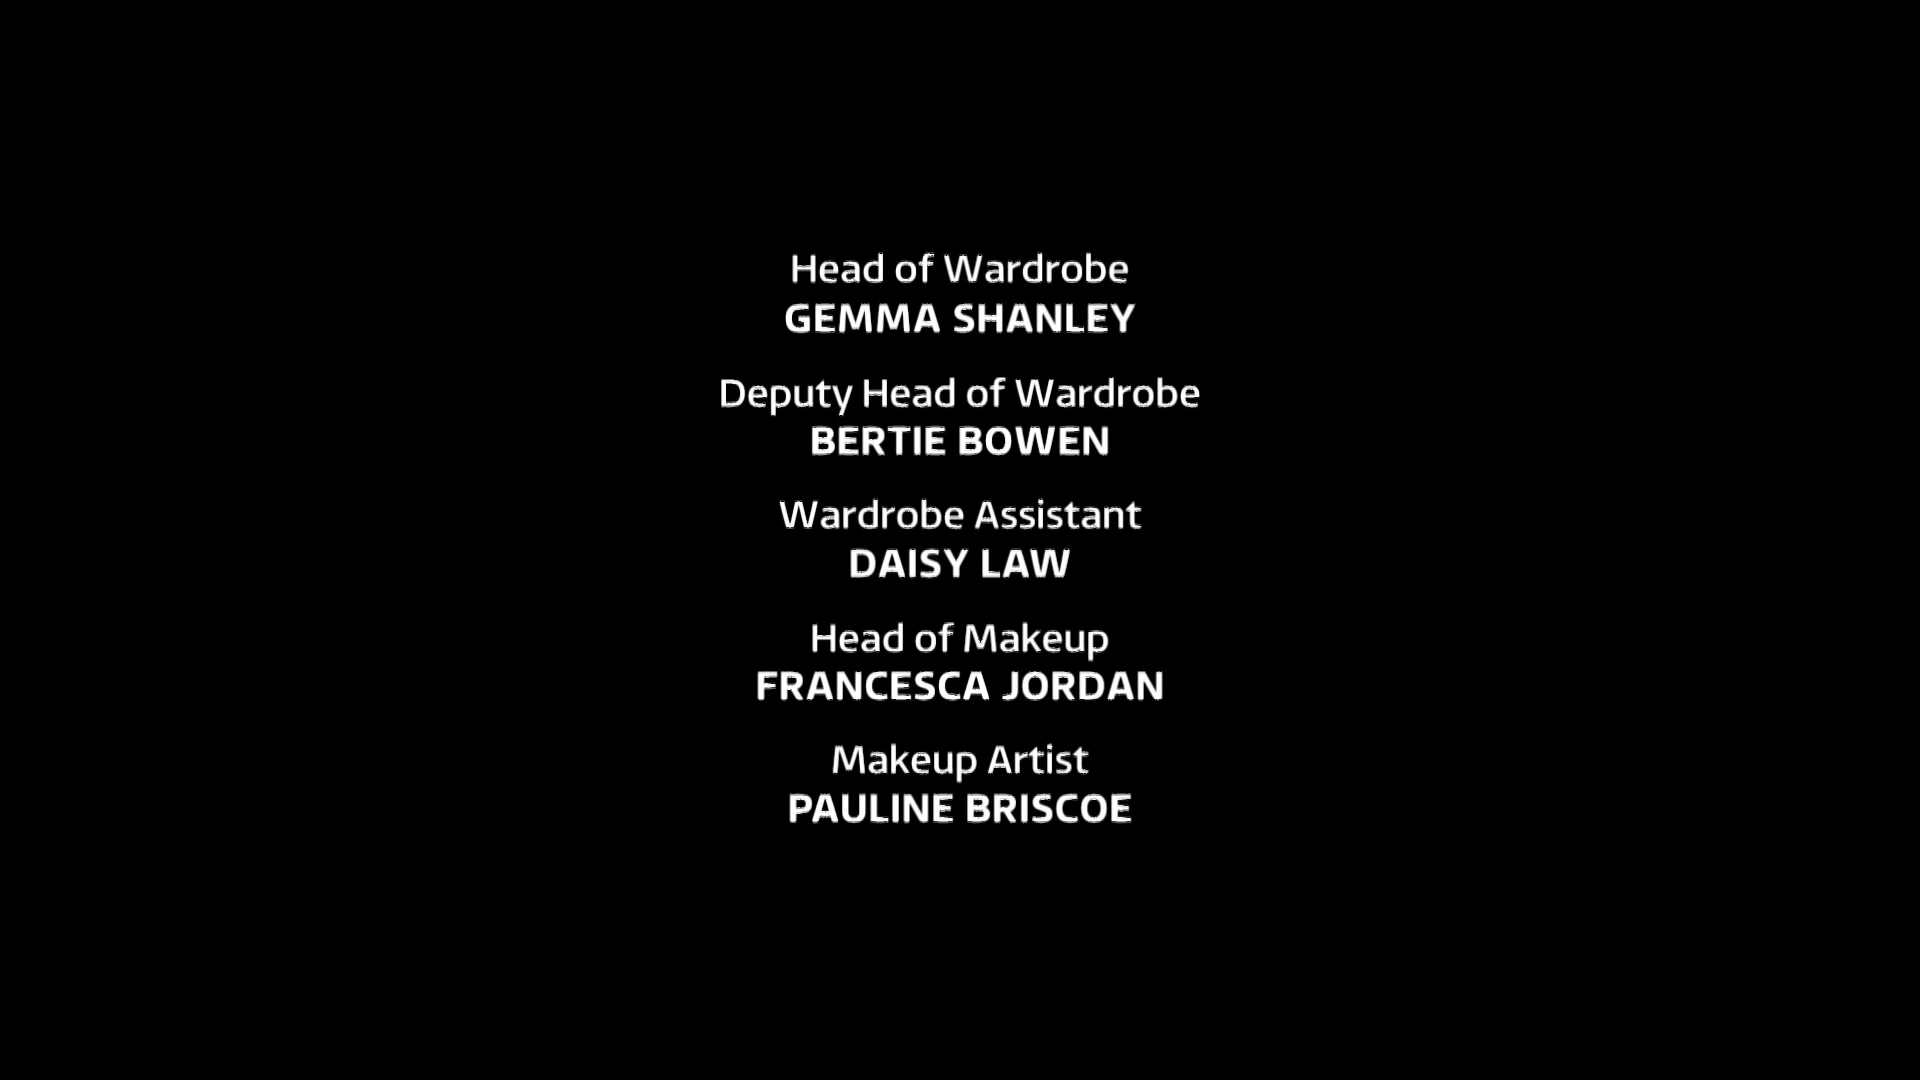 Head of Wardrobe
GEMMA SHANLEY
Deputy Head of Wardrobe
BERTIE BOWEN
Wardrobe Assistant
DAISY LAW
Head of Makeup
FRANCESCA JORDAN
Makeup Artist
PAULINE BRISCOE